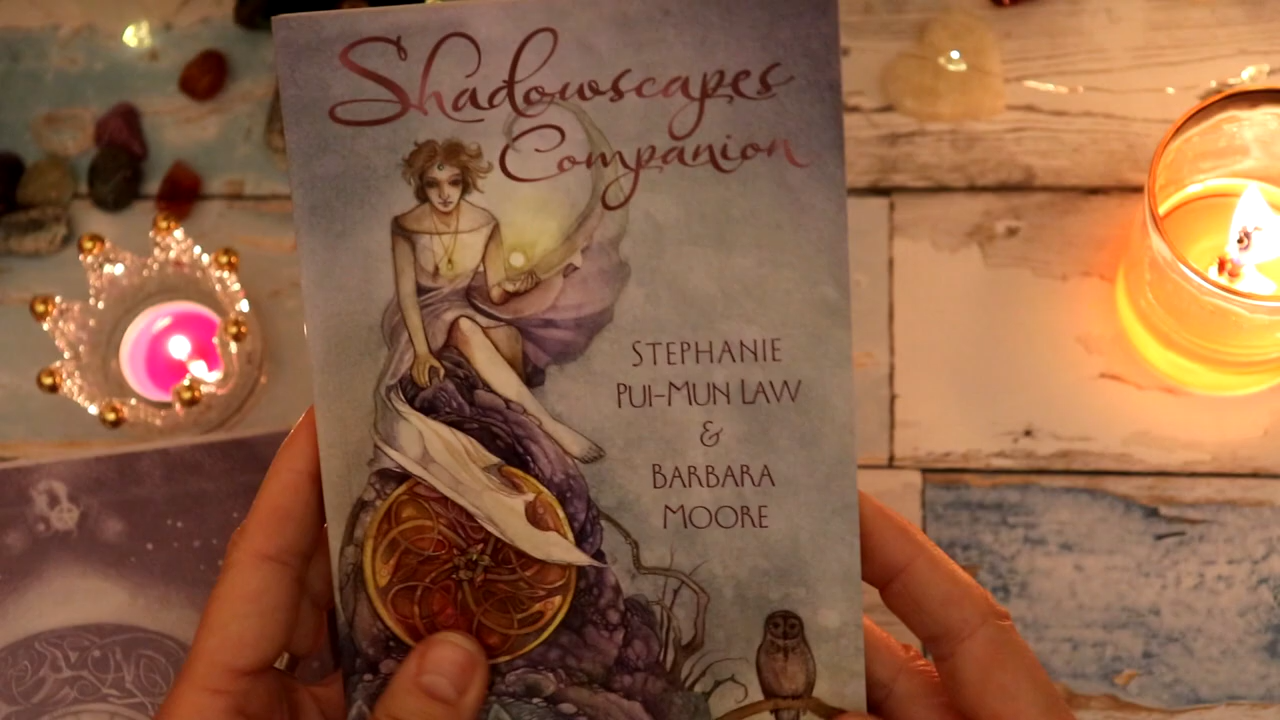 Shadowscapes
Companion
STEPHANIE
PUI-MUN LAW
&
BARBARA
MOORE